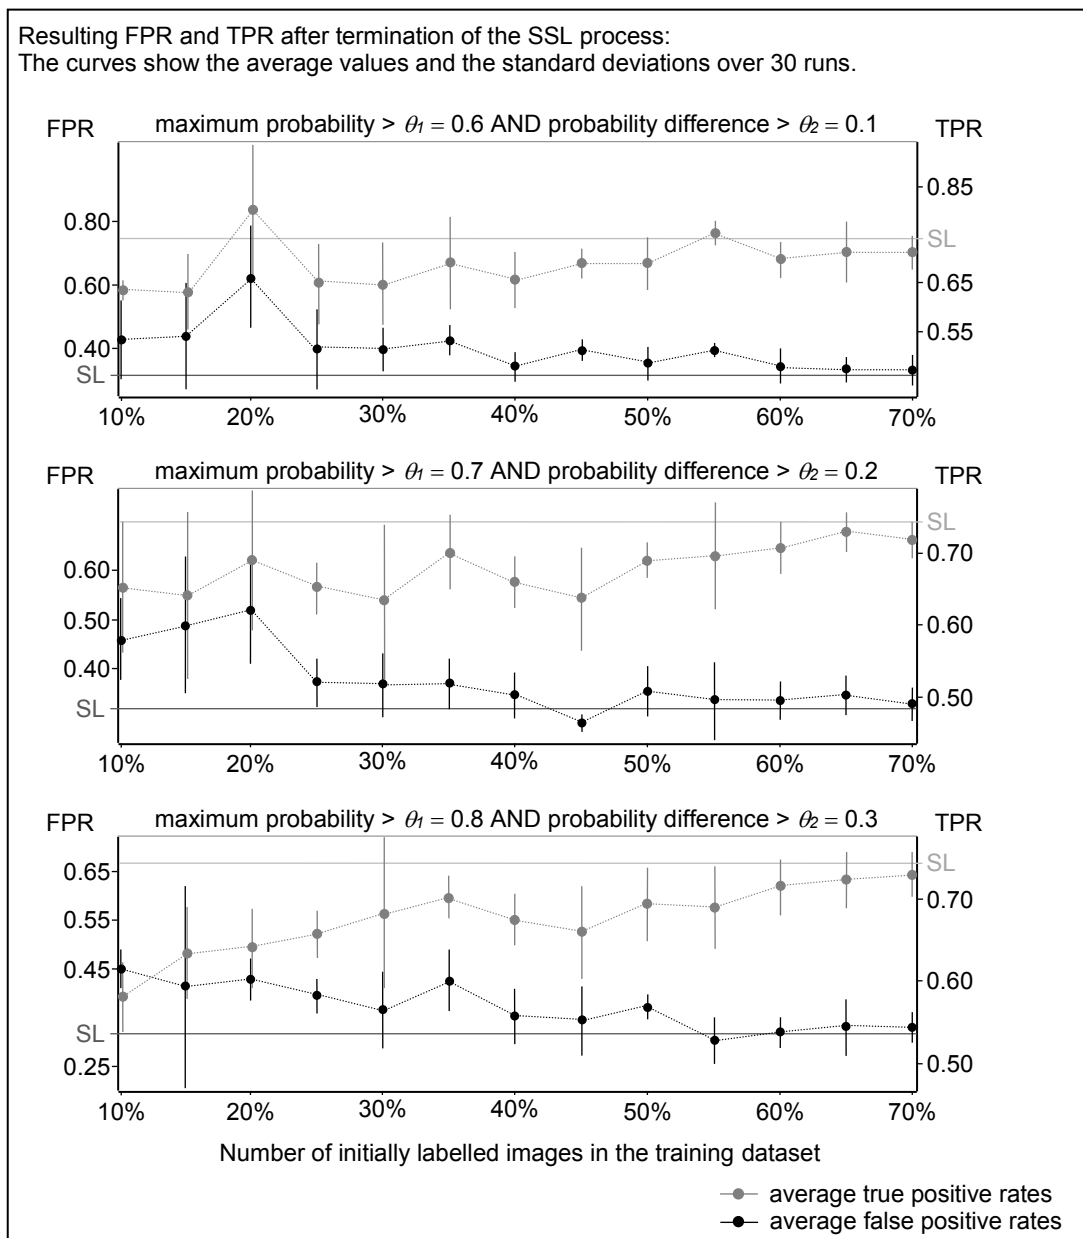 Resulting FPR and TPR after termination of the SSL process:
The curves show the average values and the standard deviations over 30 runs.
FPR maximum probability > θ1 = 0.6 AND probability difference > θ2 = 0.1 TPR
0.85
0.80
SL
0.60
0.65
0.55
0.40
SL
10% 20% 30% 40% 50% 60% 70%
FPR maximum probability > θ1 = 0.7 AND probability difference > θ2 = 0.2 TPR
SL
0.70
0.60
0.50
0.60
0.40
SL
0.50
10% 20% 30% 40% 50% 60% 70%
FPR maximum probability > θ1 = 0.8 AND probability difference > θ2 = 0.3 TPR
SL
0.65
0.70
0.55
0.45
0.60
SL
0.25
0.50
10% 20% 30% 40% 50% 60% 70%
Number of initially labelled images in the training dataset
average true positive rates
average false positive rates